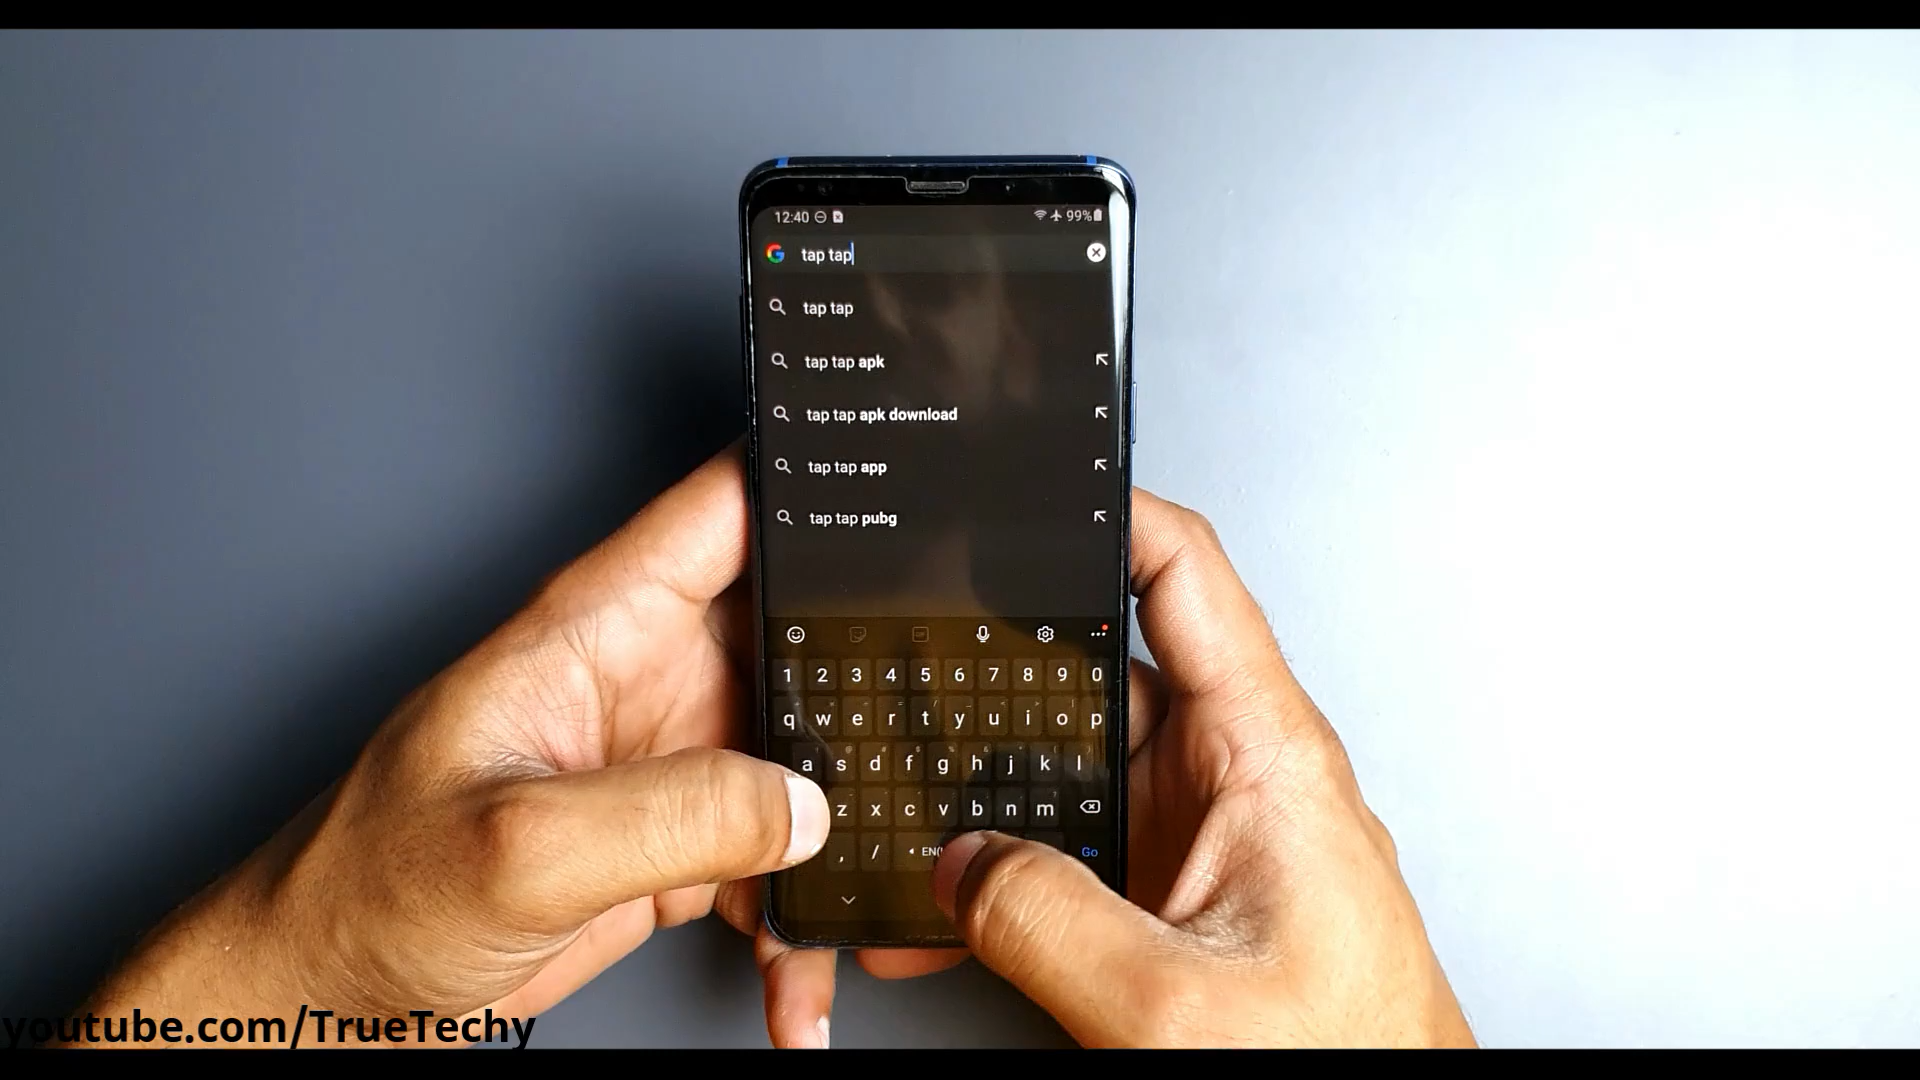 12:40 99%
tap tap
tap tap
tap tap apk
tap tap apk download
tap tap app
tap tap pubg
1 2 3 4 5 6 7 8 9 0
q w e r t y u i o p
a s d f g h j k l
z x c v b n m
, / EN( Go
youtube.com/TrueTechy